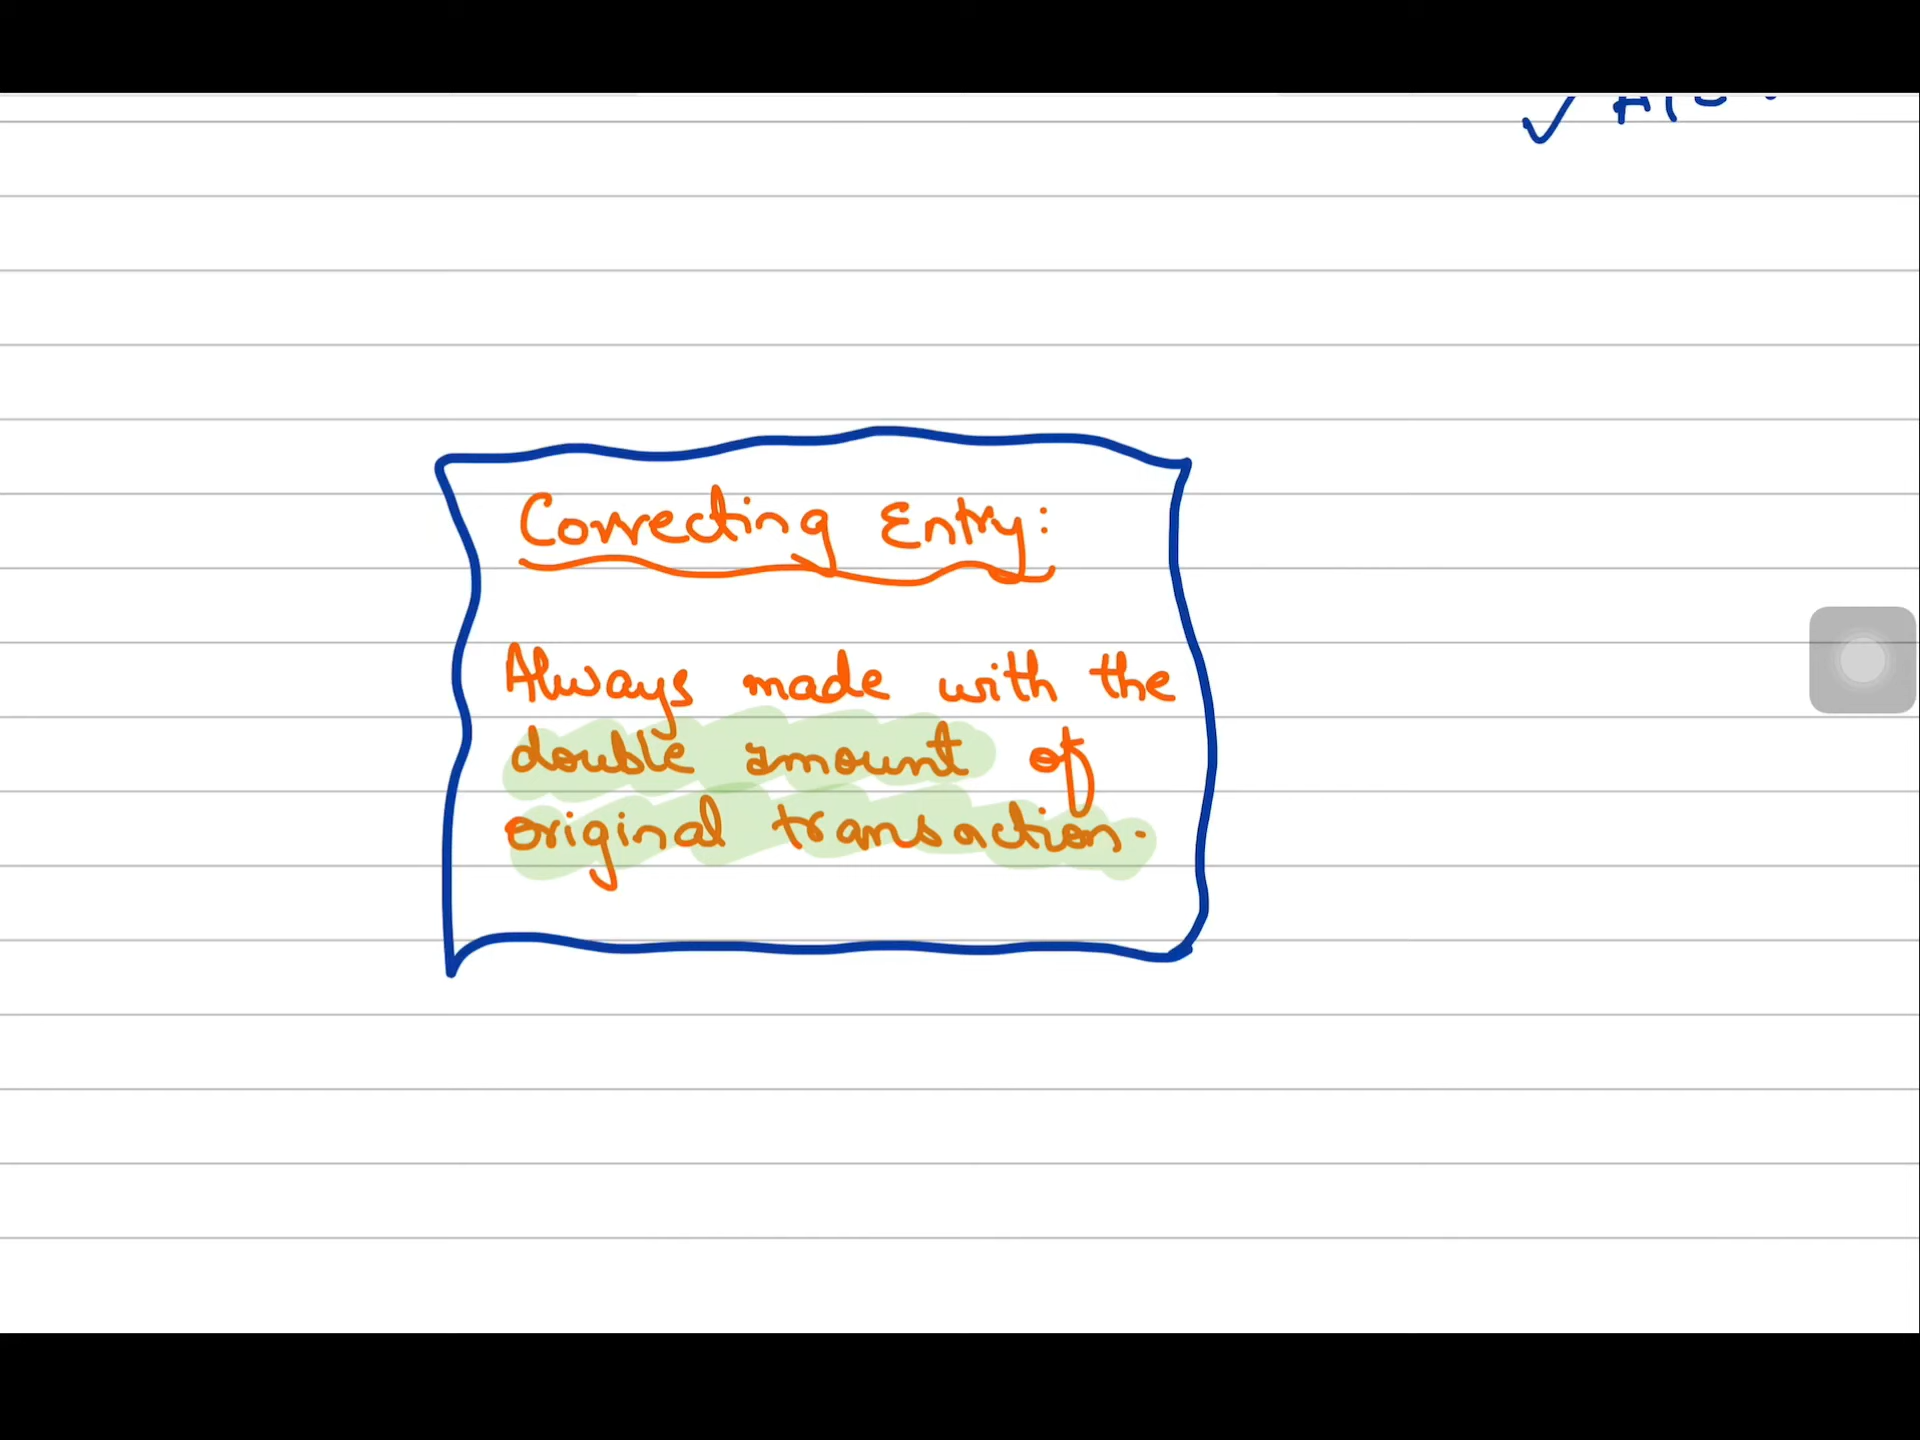 Correcting Entry:
Always made with the
double amount of
original transaction.